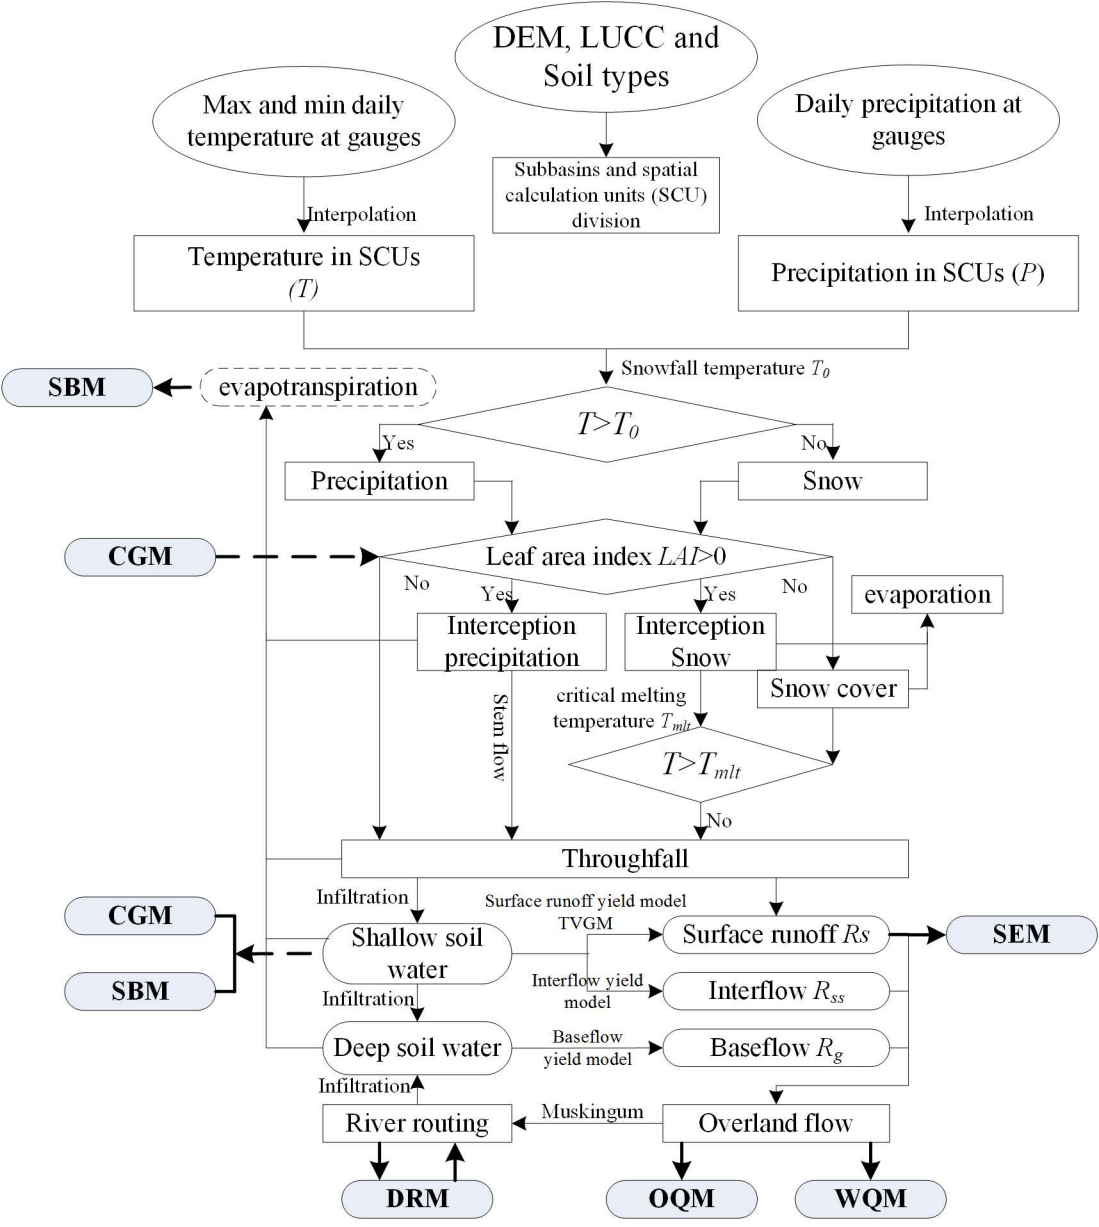 DEM, LUCC and
Soil types
Max and min daily
temperature at gauges
Daily precipitation at
gauges
Subbasins and spatial
calculation units (SCU)
division
Interpolation
Interpolation
Temperature in SCUs
(T)
Precipitation in SCUs (P)
Snowfall temperature T0
SBM
evapotranspiration
T>T0
Yes
No
Precipitation
Snow
CGM
Leaf area index LAI>0
No
Yes
Yes
No
evaporation
Interception
precipitation
Interception
Snow
Snow cover
critical melting
temperature Tmlt
Stem flow
T>Tmlt
No
Throughfall
Infiltration
Surface runoff yield model
TVGM
CGM
Shallow soil
water
Surface runoff Rs
SEM
SBM
Infiltration
Interflow yield
model
Interflow Rss
Deep soil water
Baseflow
yield model
Baseflow Rg
Infiltration
River routing
Muskingum
Overland flow
DRM
OQM
WQM